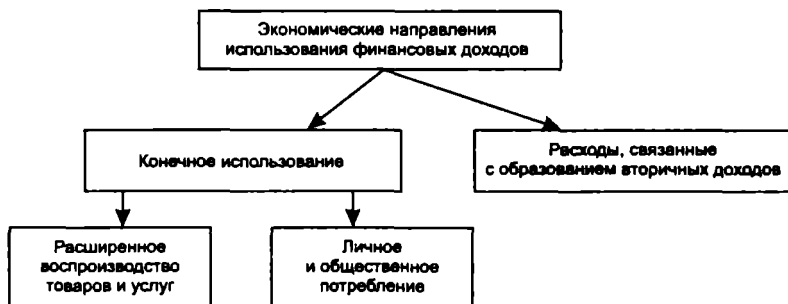 Экономические направления
использования финансовых доходов
Конечное использование
Расходы, связанные
с образованием вторичных доходов
Расширенное
воспроизводство
товаров и услуг
Личное
и общественное
потребление